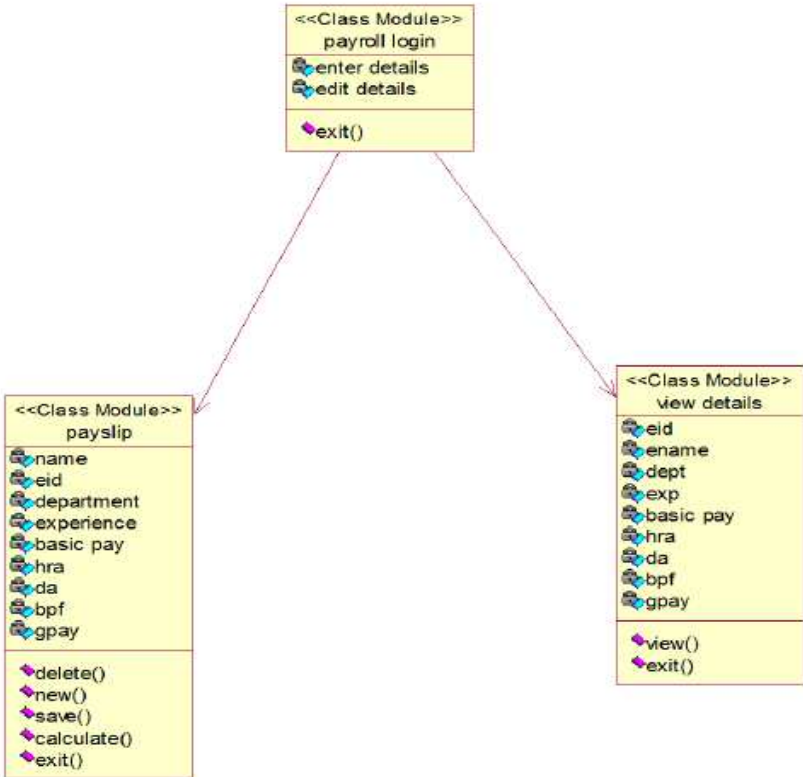 <<Class Module>>
payroll login
enter details
edit details
exit()
<<Class Module>>
payslip
name
eid
department
experience
basic pay
hra
da
bpf
gpay
delete()
new()
save()
calculate()
exit()
<<Class Module>>
view details
eid
ename
dept
exp
basic pay
hra
da
bpf
gpay
view()
exit()